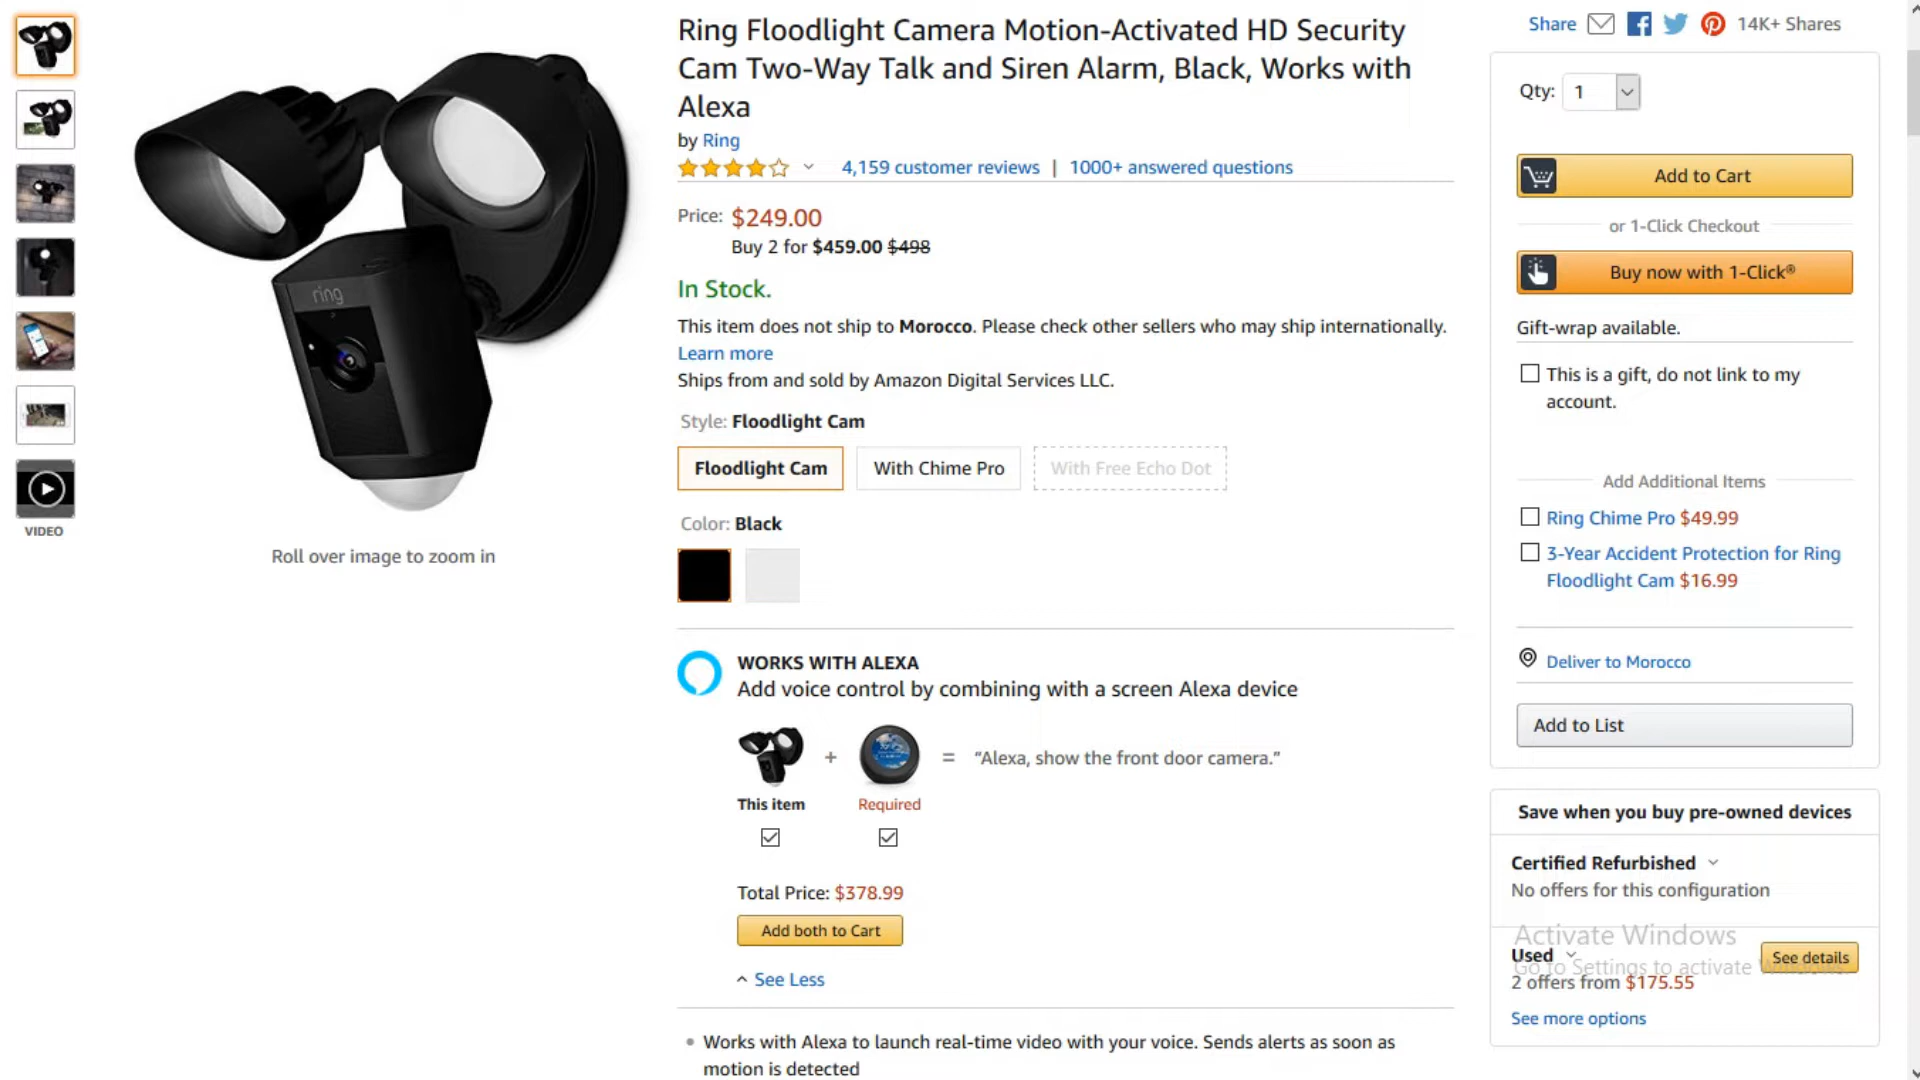 Ring Floodlight Camera Motion-Activated HD Security
Cam Two-Way Talk and Siren Alarm, Black, Works with
Alexa
by Ring
4,159 customer reviews | 1000+ answered questions
Price: $249.00
Buy 2 for $459.00 $498
In Stock.
This item does not ship to Morocco. Please check other sellers who may ship internationally.
Learn more
Ships from and sold by Amazon Digital Services LLC.
Style: Floodlight Cam
Floodlight Cam
With Chime Pro
With Free Echo Dot
Color: Black
ring
VIDEO
Roll over image to zoom in
WORKS WITH ALEXA
Add voice control by combining with a screen Alexa device
+ = “Alexa, show the front door camera.”
This item
Required
Total Price: $378.99
Add both to Cart
See Less
• Works with Alexa to launch real-time video with your voice. Sends alerts as soon as
motion is detected
Share
14K+ Shares
Qty: 1
Add to Cart
or 1-Click Checkout
Buy now with 1-Click®
Gift-wrap available.
This is a gift, do not link to my
account.
Add Additional Items
Ring Chime Pro $49.99
3-Year Accident Protection for Ring
Floodlight Cam $16.99
Deliver to Morocco
Add to List
Save when you buy pre-owned devices
Certified Refurbished
No offers for this configuration
Activate Windows
Used
See details
Go to Settings to activate
2 offers from $175.55
See more options